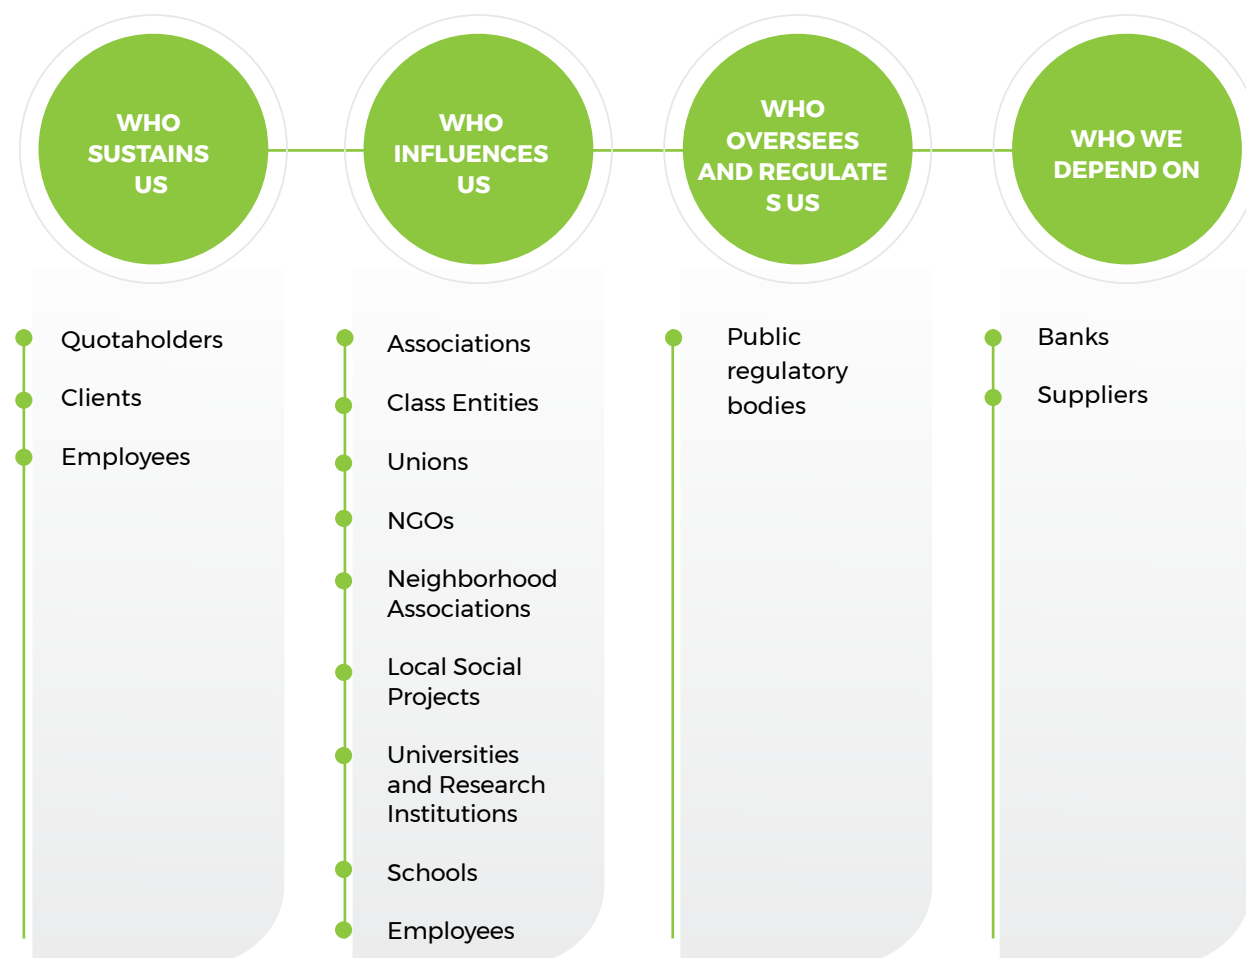 WHO
SUSTAINS
US
WHO
INFLUENCES
US
WHO
OVERSEES
AND REGULATE
S US
WHO WE
DEPEND ON
Quotaholders
Clients
Employees
Associations
Class Entities
Unions
NGOs
Neighborhood
Associations
Local Social
Projects
Universities
and Research
Institutions
Schools
Employees
Public
regulatory
bodies
Banks
Suppliers